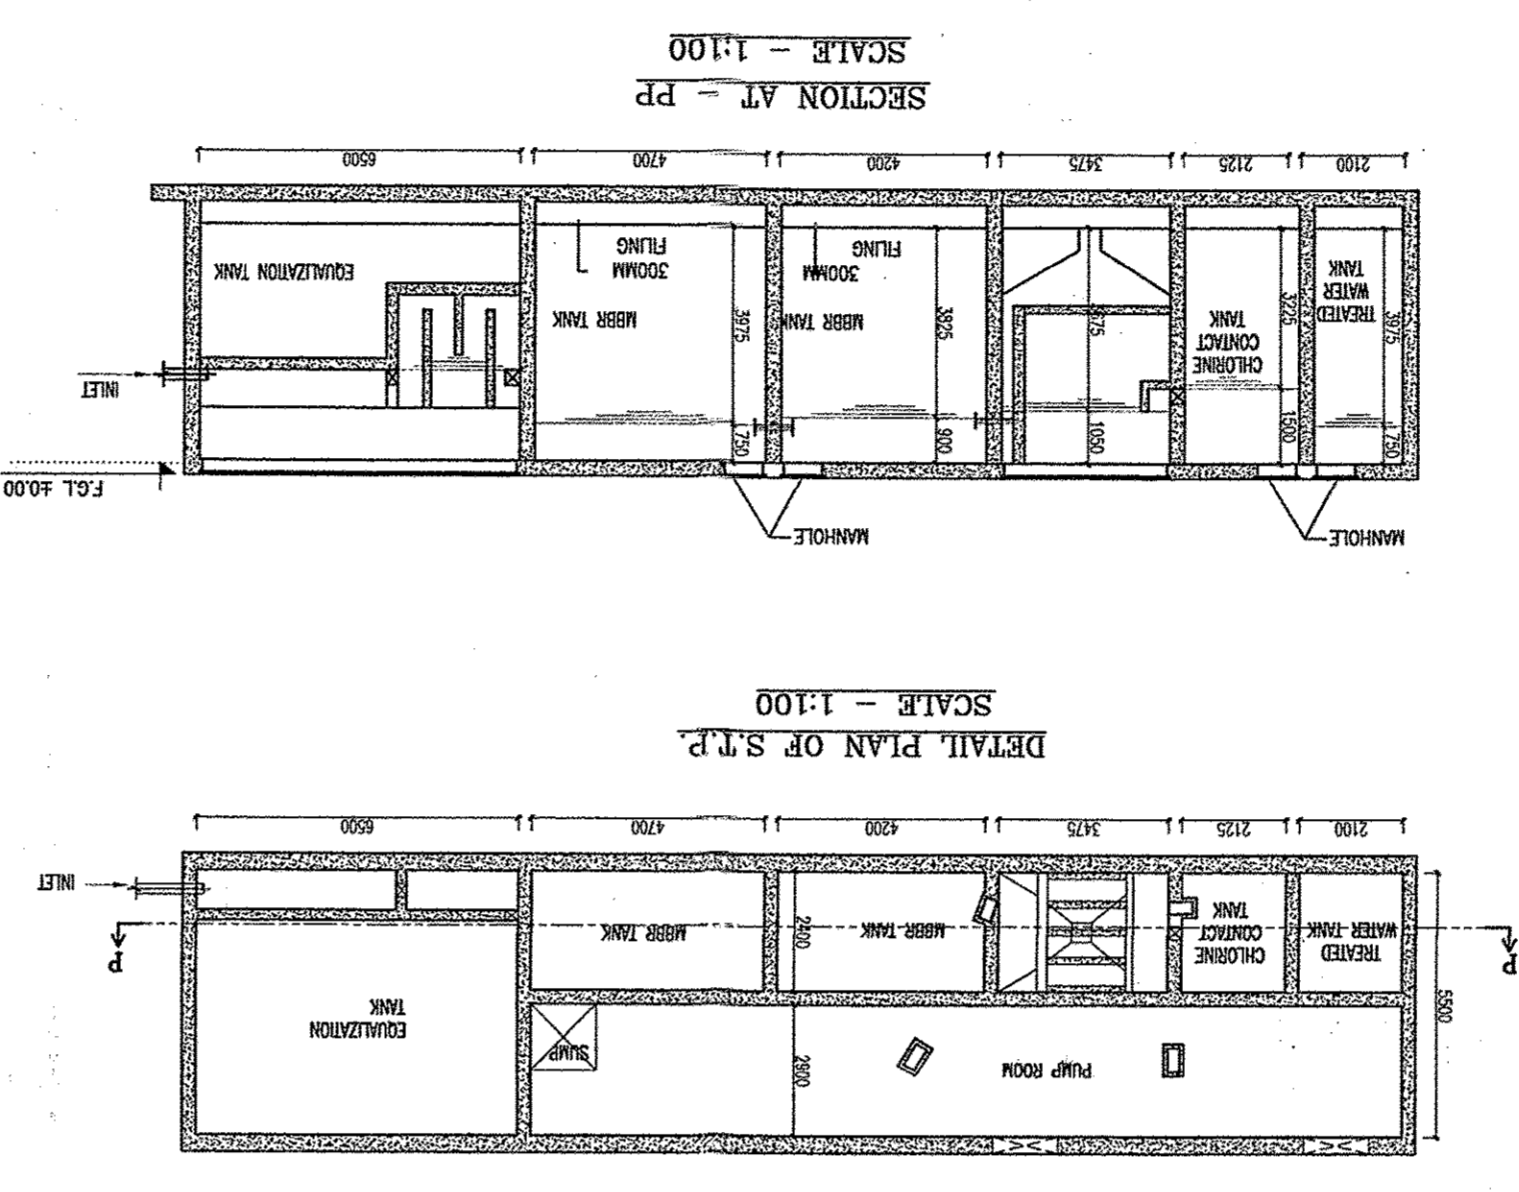 PUMP ROOM
2900
SUMP
EQUALIZATION
TANK
5500
P
P
TREATED
WATER TANK
CHLORINE
CONTACT
TANK
MBBR TANK
2400
MBBR TANK
INLET
2100
2125
3475
4200
4700
6500
DETAIL PLAN OF S.T.P.
SCALE - 1:100
MANHOLE
MANHOLE
F.G.L ±0.00
750
1500
1050
900
750
INLET
TREATED
WATER
TANK
3975
CHLORINE
CONTACT
TANK
3225
MBBR TANK
3825
300MM
FILING
MBBR TANK
3975
300MM
FILING
EQUALIZATION TANK
2100
2125
3475
4200
4700
6500
SECTION AT - PP
SCALE - 1:100